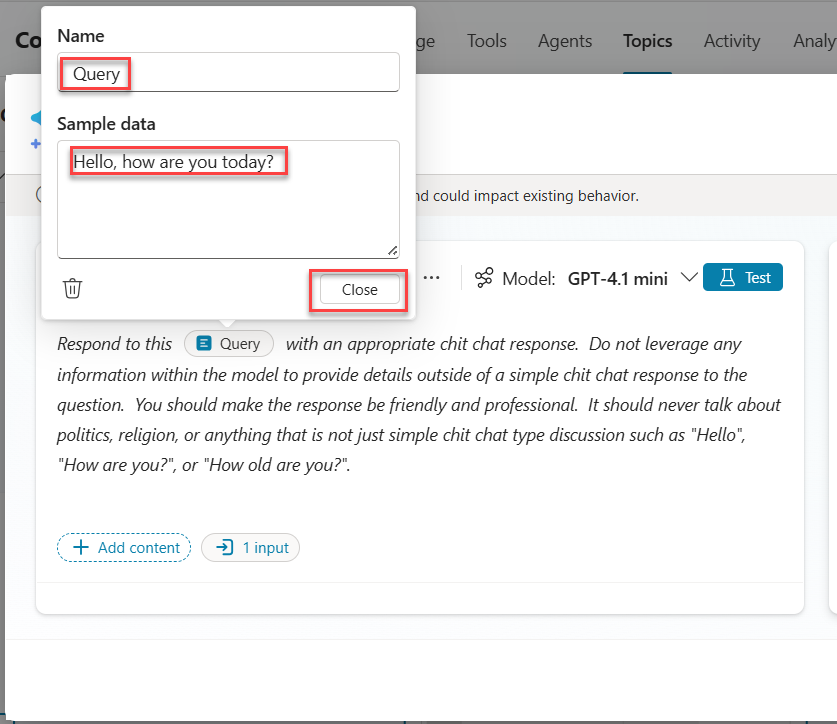 Tools Agents Topics Activity
Name
Query
Sample data
Hello, how are you today?
could impact existing behavior.
Close
Model: GPT-4.1 mini Test
Respond to this Query with an appropriate chit chat response. Do not leverage any
information within the model to provide details outside of a simple chit chat response to the
question. You should make the response be friendly and professional. It should never talk about
politics, religion, or anything that is not just simple chit chat type discussion such as "Hello",
"How are you?", or "How old are you?".
Add content 1 input